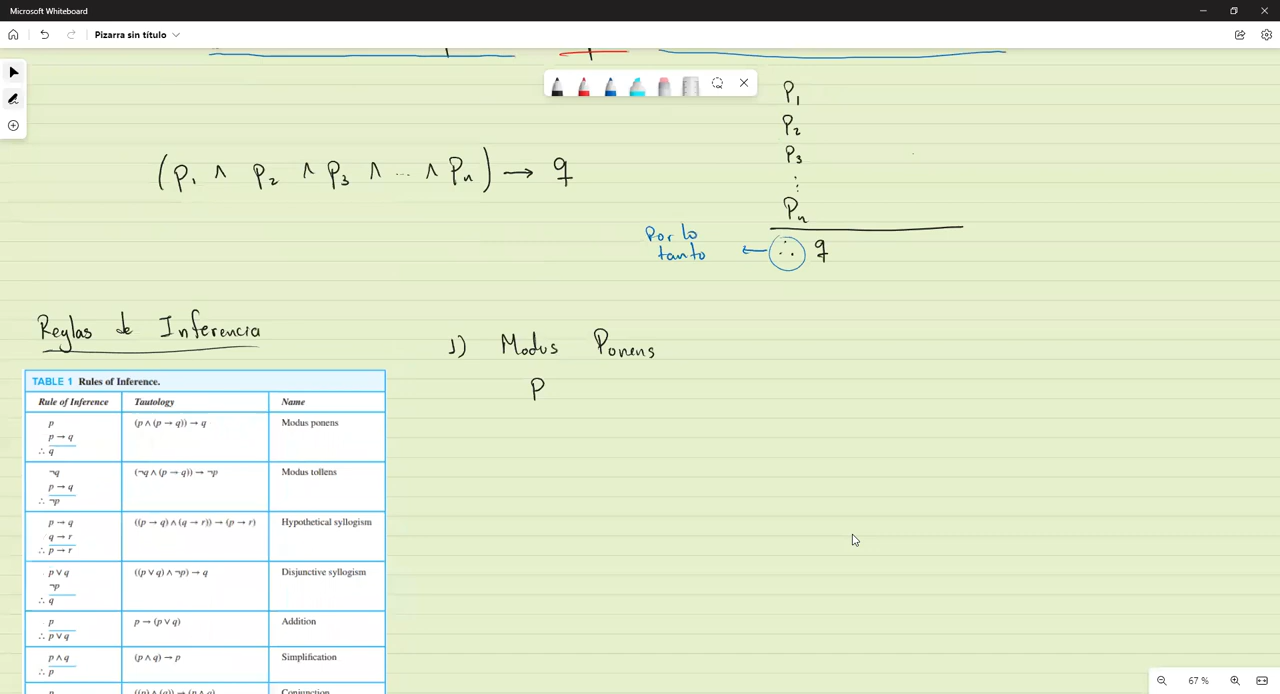 Microsoft Whiteboard
Pizarra sin título
P1
P2
P3
⋮
Pn
∴ q
(P1 ∧ P2 ∧ P3 ∧ ... ∧ Pn) → q
Por lo
tanto
←
Reglas de Inferencia
1) Modus Ponens
P
TABLE 1 Rules of Inference.
Rule of Inference Tautology Name
p
p → q
∴ q
(p ∧ (p → q)) → q
Modus ponens
¬q
p → q
∴ ¬p
(¬q ∧ (p → q)) → ¬p
Modus tollens
p → q
q → r
∴ p → r
((p → q) ∧ (q → r)) → (p → r)
Hypothetical syllogism
p ∨ q
¬p
∴ q
((p ∨ q) ∧ ¬p) → q
Disjunctive syllogism
p
∴ p ∨ q
p → (p ∨ q)
Addition
p ∧ q
∴ p
(p ∧ q) → p
Simplification
67 %